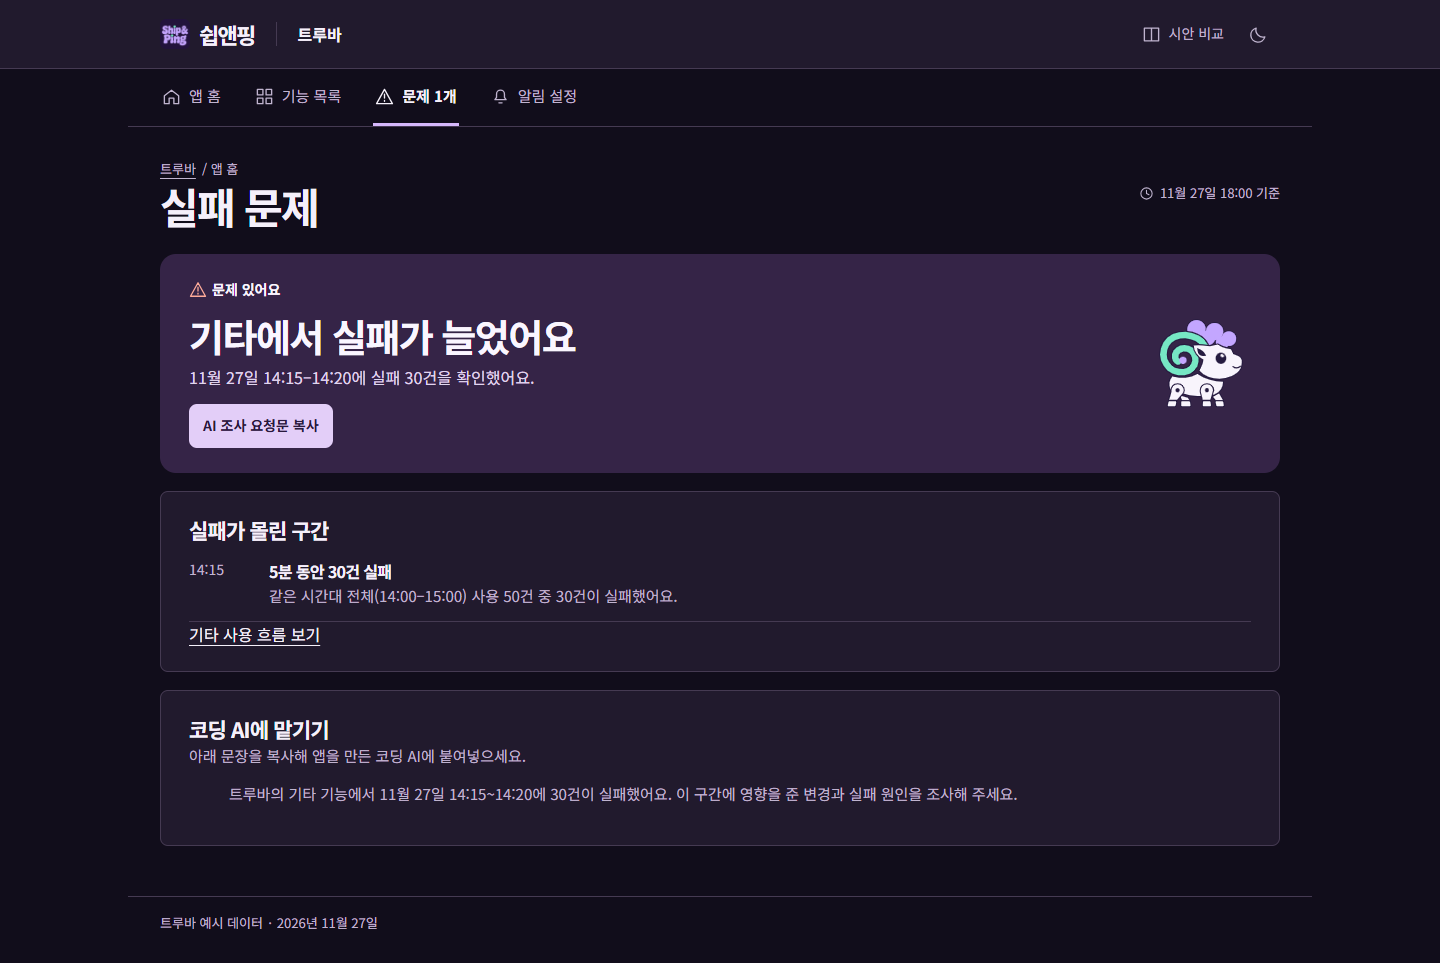 Ship&
Ping
쉽앤핑
트루바
시안 비교
앱 홈
기능 목록
문제 1개
알림 설정
트루바 / 앱 홈
실패 문제
11월 27일 18:00 기준
문제 있어요
기타에서 실패가 늘었어요
11월 27일 14:15–14:20에 실패 30건을 확인했어요.
AI 조사 요청문 복사
실패가 몰린 구간
14:15
5분 동안 30건 실패
같은 시간대 전체(14:00–15:00) 사용 50건 중 30건이 실패했어요.
기타 사용 흐름 보기
코딩 AI에 맡기기
아래 문장을 복사해 앱을 만든 코딩 AI에 붙여넣으세요.
트루바의 기타 기능에서 11월 27일 14:15~14:20에 30건이 실패했어요. 이 구간에 영향을 준 변경과 실패 원인을 조사해 주세요.
트루바 예시 데이터 · 2026년 11월 27일